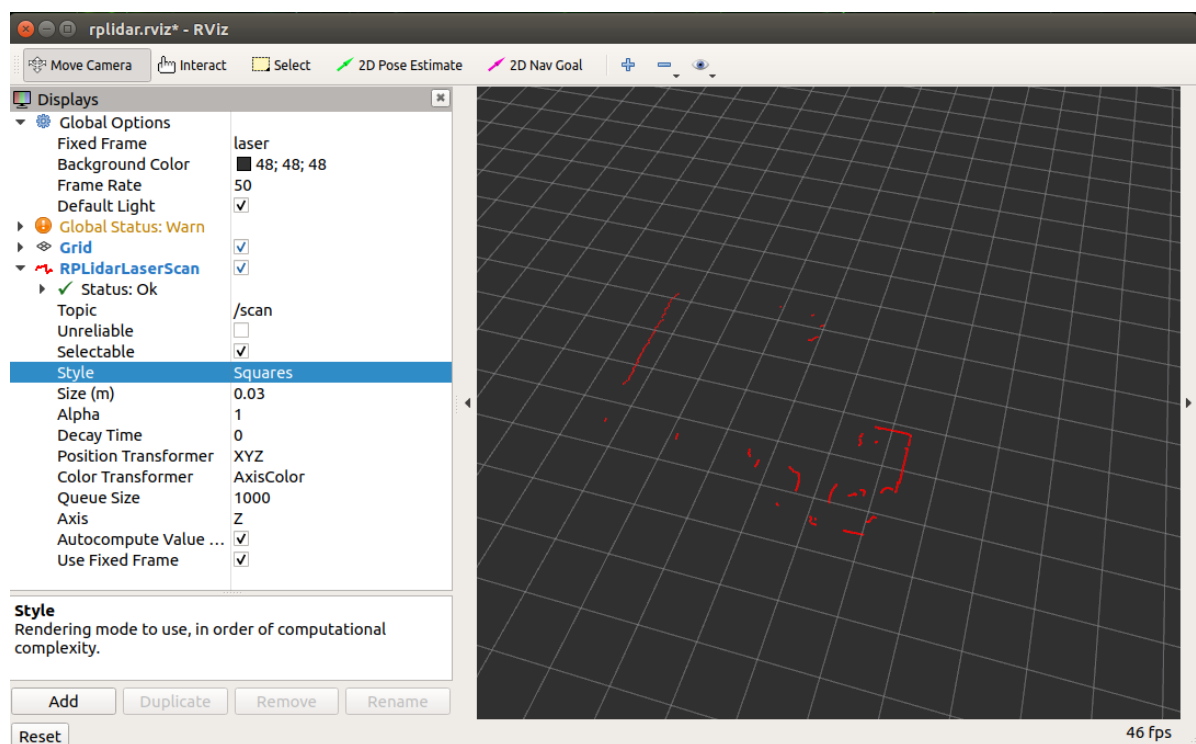 rplidar.rviz* - RViz
Move Camera Interact Select 2D Pose Estimate 2D Nav Goal
Displays
Global Options
Fixed Frame laser
Background Color 48; 48; 48
Frame Rate 50
Default Light
Global Status: Warn
Grid
RPLidarLaserScan
Status: Ok
Topic /scan
Unreliable
Selectable
Style Squares
Size (m) 0.03
Alpha 1
Decay Time 0
Position Transformer XYZ
Color Transformer AxisColor
Queue Size 1000
Axis Z
Autocompute Value ...
Use Fixed Frame
Style
Rendering mode to use, in order of computational
complexity.
Add Duplicate Remove Rename
Reset 46 fps